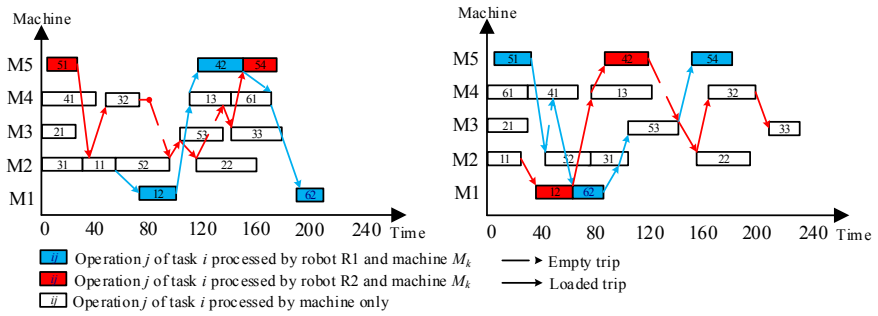 Machine
M5 51 42 54
M4 41 32 13 61
M3 21 53 33
M2 31 11 52 22
M1 12 62
0 40 80 120 160 200 240 Time
Machine
M5 51 42 54
M4 61 41 13 32
M3 21 53 33
M2 11 52 31 22
M1 12 62
0 40 80 120 160 200 240 Time
ij Operation j of task i processed by robot R1 and machine Mk
ij Operation j of task i processed by robot R2 and machine Mk
ij Operation j of task i processed by machine only
Empty trip
Loaded trip